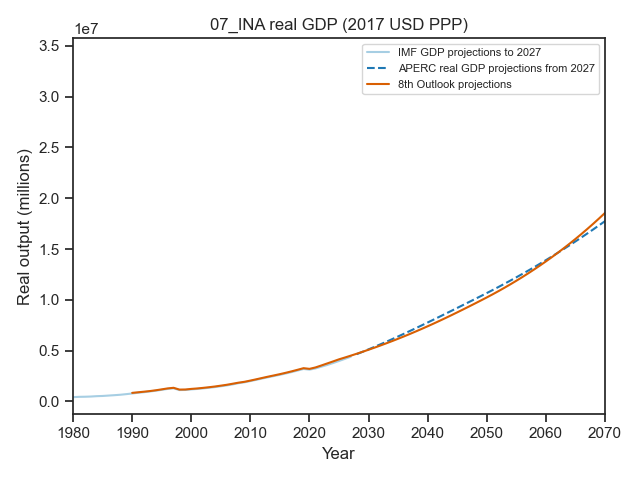 07_INA real GDP (2017 USD PPP)
1e7
3.5
3.0
2.5
2.0
1.5
1.0
0.5
0.0
Real output (millions)
IMF GDP projections to 2027
APERC real GDP projections from 2027
8th Outlook projections
1980 1990 2000 2010 2020 2030 2040 2050 2060 2070
Year